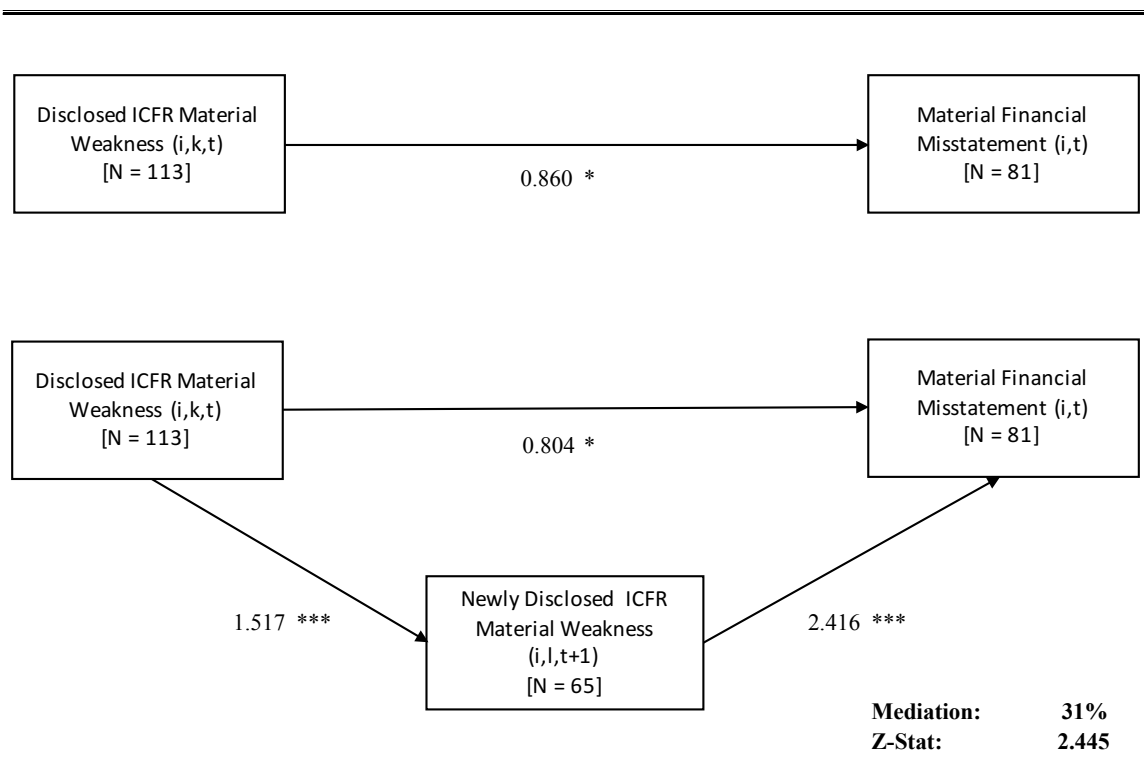 Disclosed ICFR Material
Weakness (i,k,t)
[N = 113]
0.860 *
Material Financial
Misstatement (i,t)
[N = 81]
Disclosed ICFR Material
Weakness (i,k,t)
[N = 113]
0.804 *
Material Financial
Misstatement (i,t)
[N = 81]
1.517 ***
Newly Disclosed ICFR
Material Weakness
(i,l,t+1)
[N = 65]
2.416 ***
Mediation: 31%
Z-Stat: 2.445